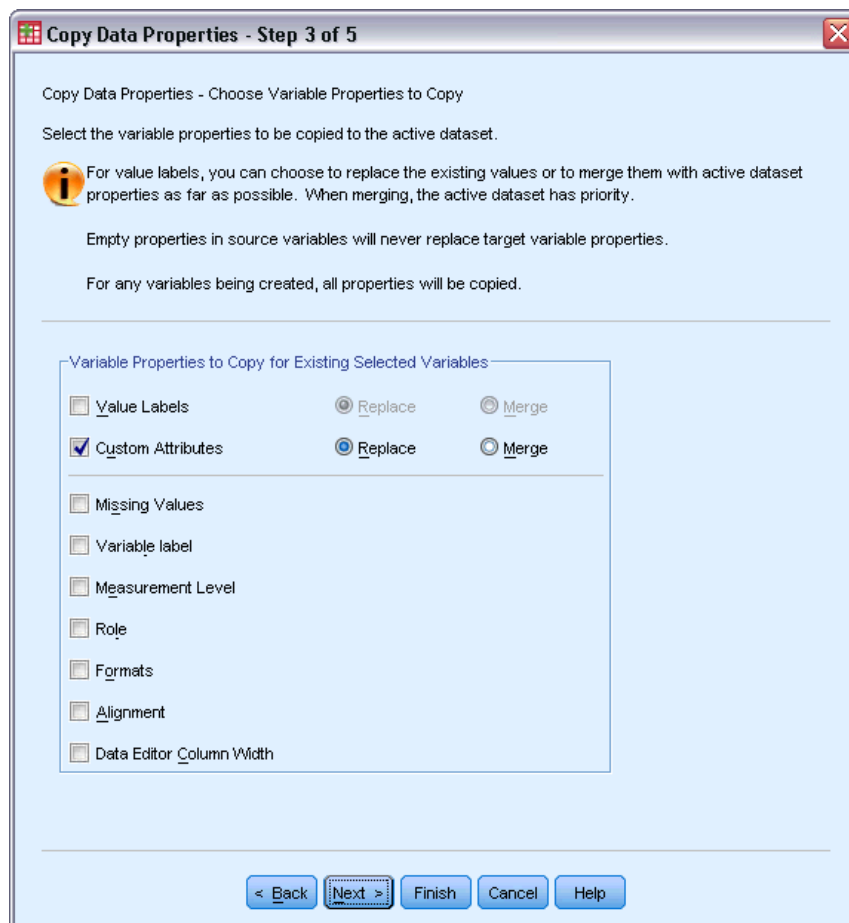 Copy Data Properties - Step 3 of 5
Copy Data Properties - Choose Variable Properties to Copy
Select the variable properties to be copied to the active dataset.
For value labels, you can choose to replace the existing values or to merge them with active dataset
properties as far as possible. When merging, the active dataset has priority.
Empty properties in source variables will never replace target variable properties.
For any variables being created, all properties will be copied.
Variable Properties to Copy for Existing Selected Variables
Value Labels Replace Merge
Custom Attributes Replace Merge
Missing Values
Variable label
Measurement Level
Role
Formats
Alignment
Data Editor Column Width
< Back Next > Finish Cancel Help